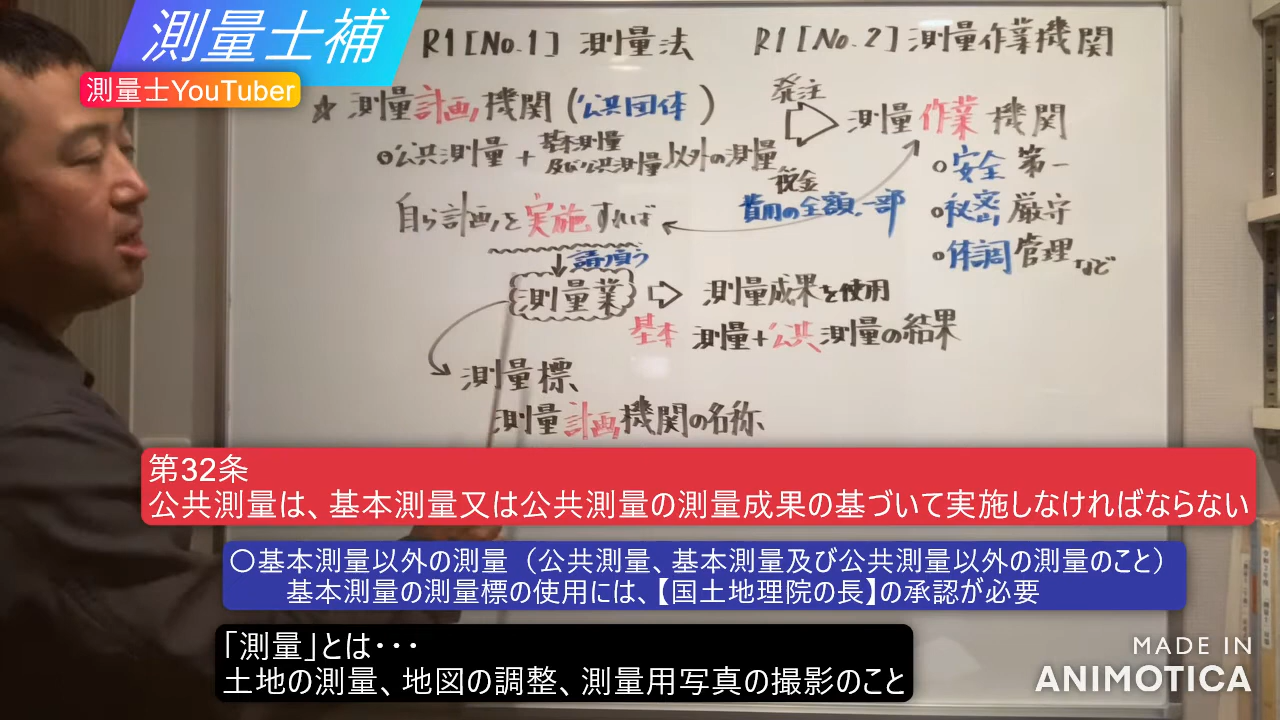 測量士補
測量士YouTuber
R1[No.1] 測量法
R1[No.2]測量作業機関
☆ 測量計画機関(公共団体)
発注
測量作業機関
○公共測量+基本測量及び公共測量以外の測量
税金
費用の全額、一部
○安全第一
○秘密厳守
○体調管理など
自ら計画を実施すれば
請負う
測量業
測量成果を使用
基本測量+公共測量の結果
測量標、
測量計画機関の名称
第32条
公共測量は、基本測量又は公共測量の測量成果の基づいて実施しなければならない
〇基本測量以外の測量(公共測量、基本測量及び公共測量以外の測量のこと)
基本測量の測量標の使用には、【国土地理院の長】の承認が必要
「測量」とは・・・
土地の測量、地図の調整、測量用写真の撮影のこと
MADE IN
ANIMOTICA